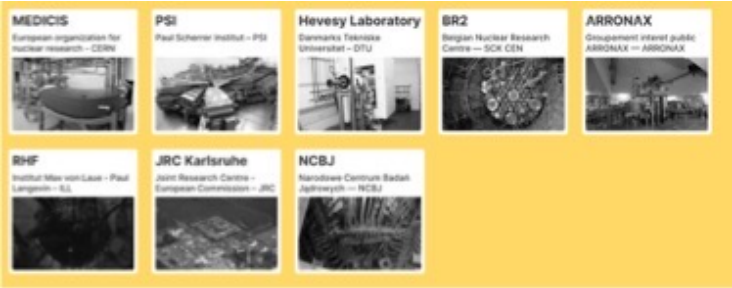 MEDICIS
European organization for
nuclear research - CERN
PSI
Paul Scherrer Institut - PSI
Hevesy Laboratory
Danmarks Tekniske
Universitet - DTU
BR2
Belgian Nuclear Research
Centre — SCK CEN
ARRONAX
Groupement interet public
ARRONAX — ARRONAX
RHF
Institut Max von Laue - Paul
Langevin - ILL
JRC Karlsruhe
Joint Research Centre -
European Commission - JRC
NCBJ
Narodowe Centrum Badań
Jądrowych — NCBJ